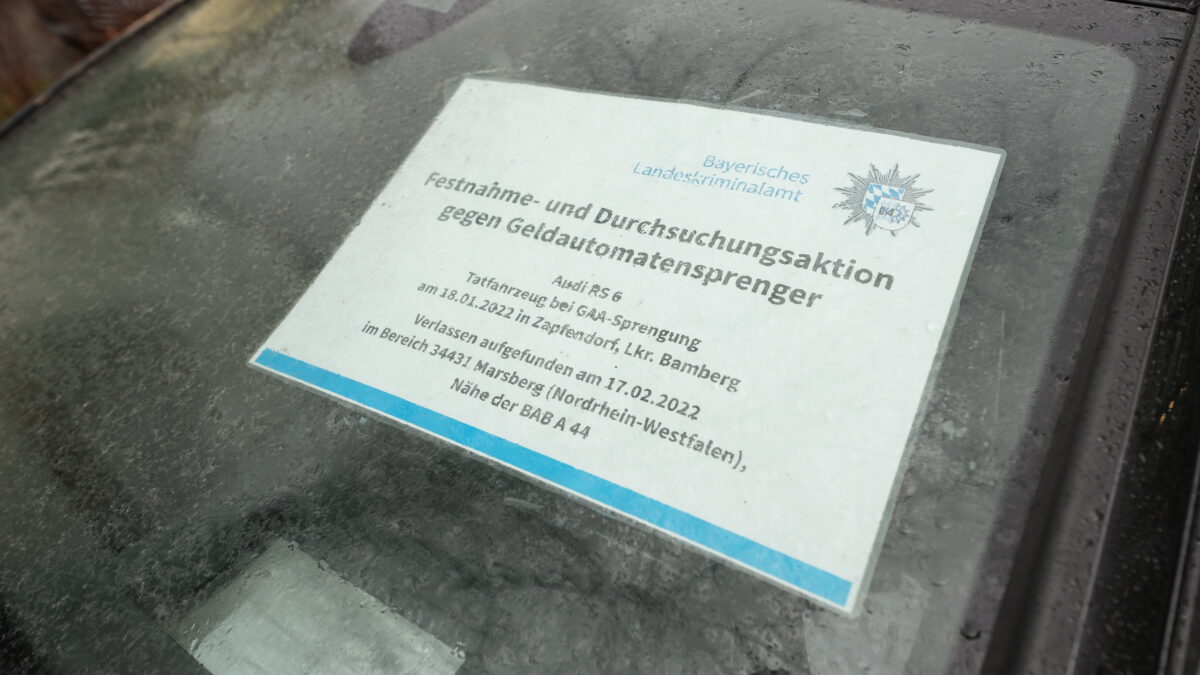 Bayerisches
Landeskriminalamt
Festnahme- und Durchsuchungsaktion
gegen Geldautomatensprenger
Audi RS 6
Tatfahrzeug bei GAA-Sprengung
am 18.01.2022 in Zapfendorf, Lkr. Bamberg
Verlassen aufgefunden am 17.02.2022
im Bereich 34431 Marsberg (Nordrhein-Westfalen),
Nähe der BAB A 44